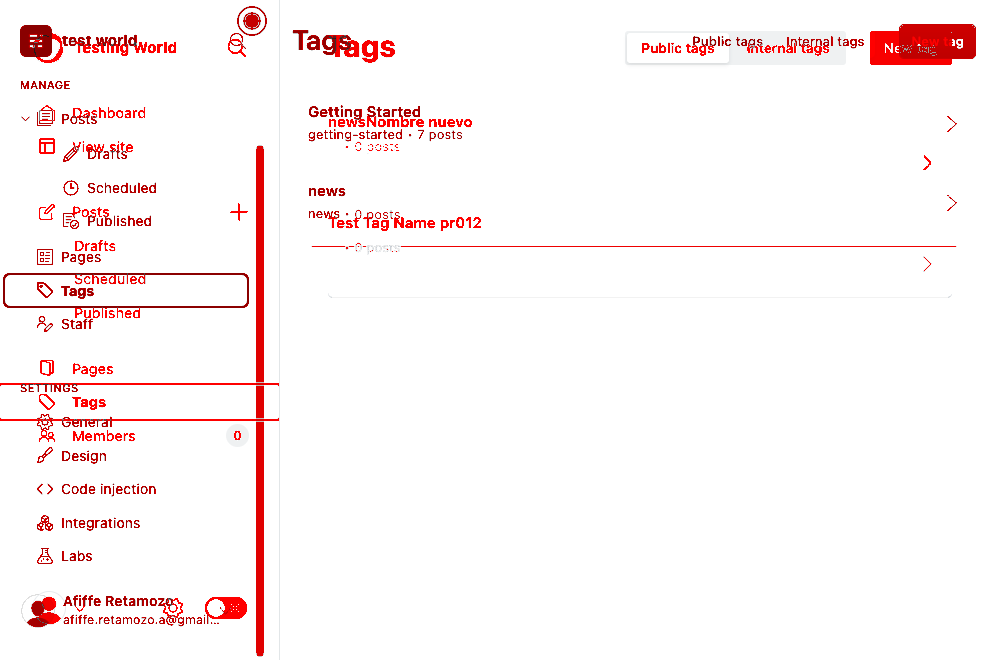 test world
Testing World
MANAGE
Dashboard
Posts
View site
Drafts
Scheduled
Posts
Published
Drafts
Pages
Scheduled
Tags
Published
Staff
Pages
SETTINGS
Tags
General
Members 0
Design
Code injection
Integrations
Labs
Afiffe Retamozo
afiffe.retamozo.a@gmail...
Tags
Tags
Public tags Internal tags
Public tags Internal tags
New tag
New tag
Getting Started
newsNombre nuevo
getting-started • 7 posts
• 0 posts
news
news • 0 posts
Test Tag Name pr012
• 0 posts